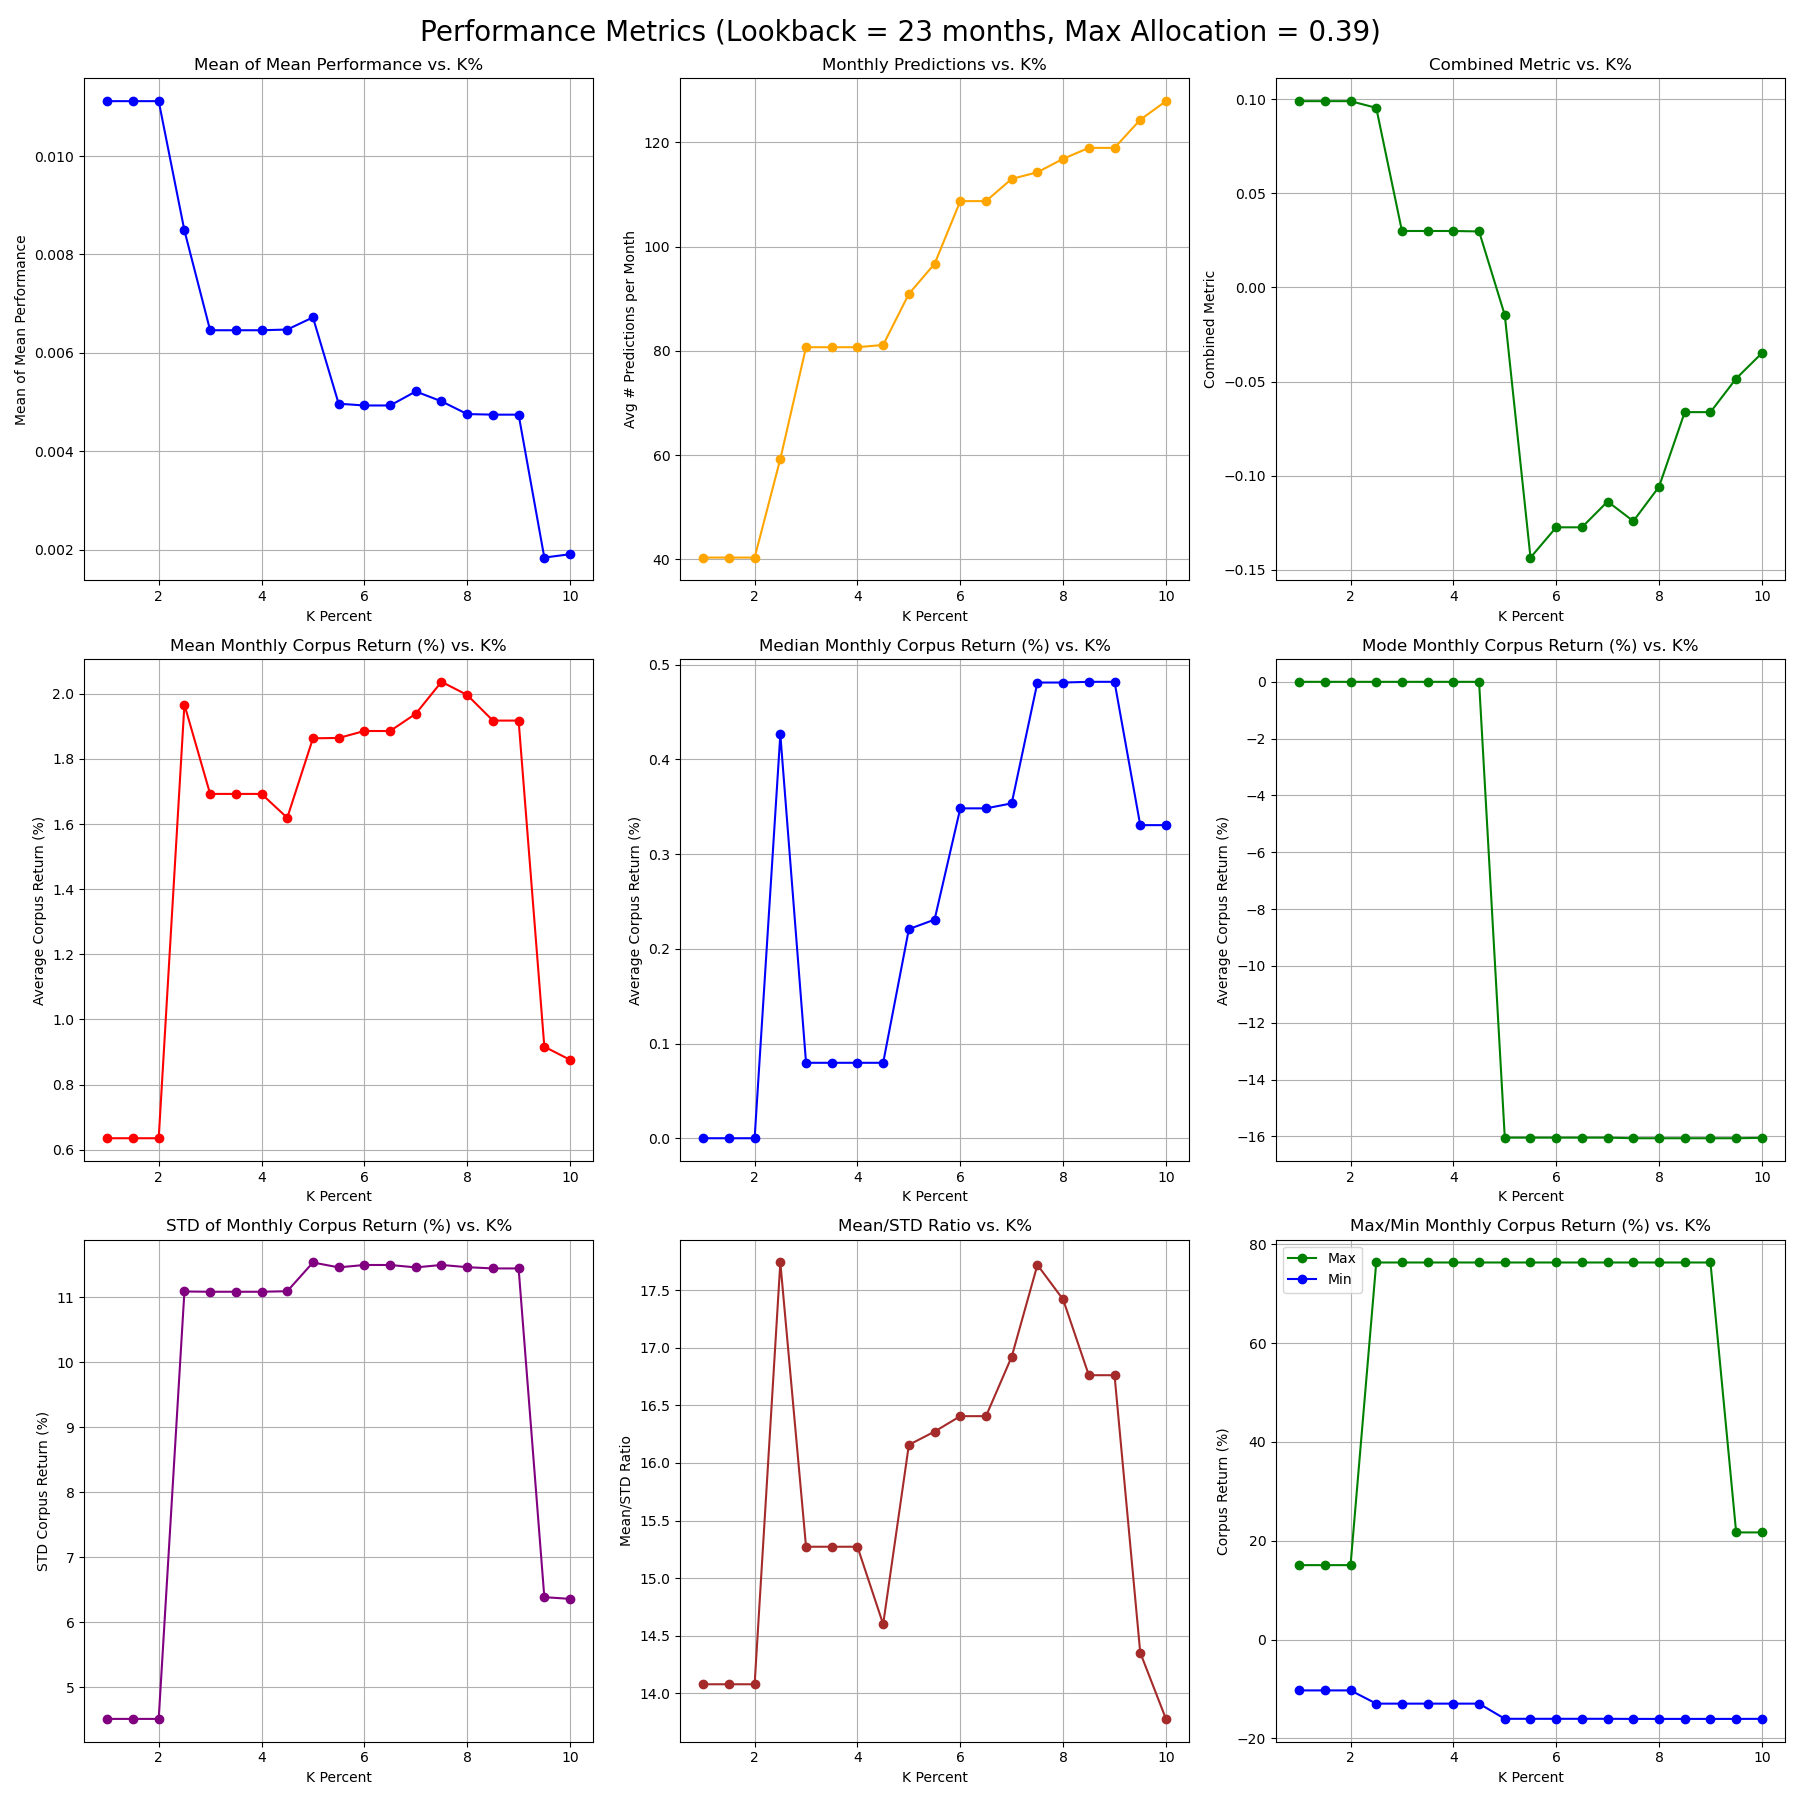 Performance Metrics (Lookback = 23 months, Max Allocation = 0.39)
Mean of Mean Performance vs. K%
Mean of Mean Performance
0.010
0.008
0.006
0.004
0.002
2 4 6 8 10
K Percent
Monthly Predictions vs. K%
Avg # Predictions per Month
120
100
80
60
40
2 4 6 8 10
K Percent
Combined Metric vs. K%
Combined Metric
0.10
0.05
0.00
−0.05
−0.10
−0.15
2 4 6 8 10
K Percent
Mean Monthly Corpus Return (%) vs. K%
Average Corpus Return (%)
2.0
1.8
1.6
1.4
1.2
1.0
0.8
0.6
2 4 6 8 10
K Percent
Median Monthly Corpus Return (%) vs. K%
Average Corpus Return (%)
0.5
0.4
0.3
0.2
0.1
0.0
2 4 6 8 10
K Percent
Mode Monthly Corpus Return (%) vs. K%
Average Corpus Return (%)
0
−2
−4
−6
−8
−10
−12
−14
−16
2 4 6 8 10
K Percent
STD of Monthly Corpus Return (%) vs. K%
STD Corpus Return (%)
11
10
9
8
7
6
5
2 4 6 8 10
K Percent
Mean/STD Ratio vs. K%
Mean/STD Ratio
17.5
17.0
16.5
16.0
15.5
15.0
14.5
14.0
2 4 6 8 10
K Percent
Max/Min Monthly Corpus Return (%) vs. K%
Corpus Return (%)
Max
Min
80
60
40
20
0
−20
2 4 6 8 10
K Percent